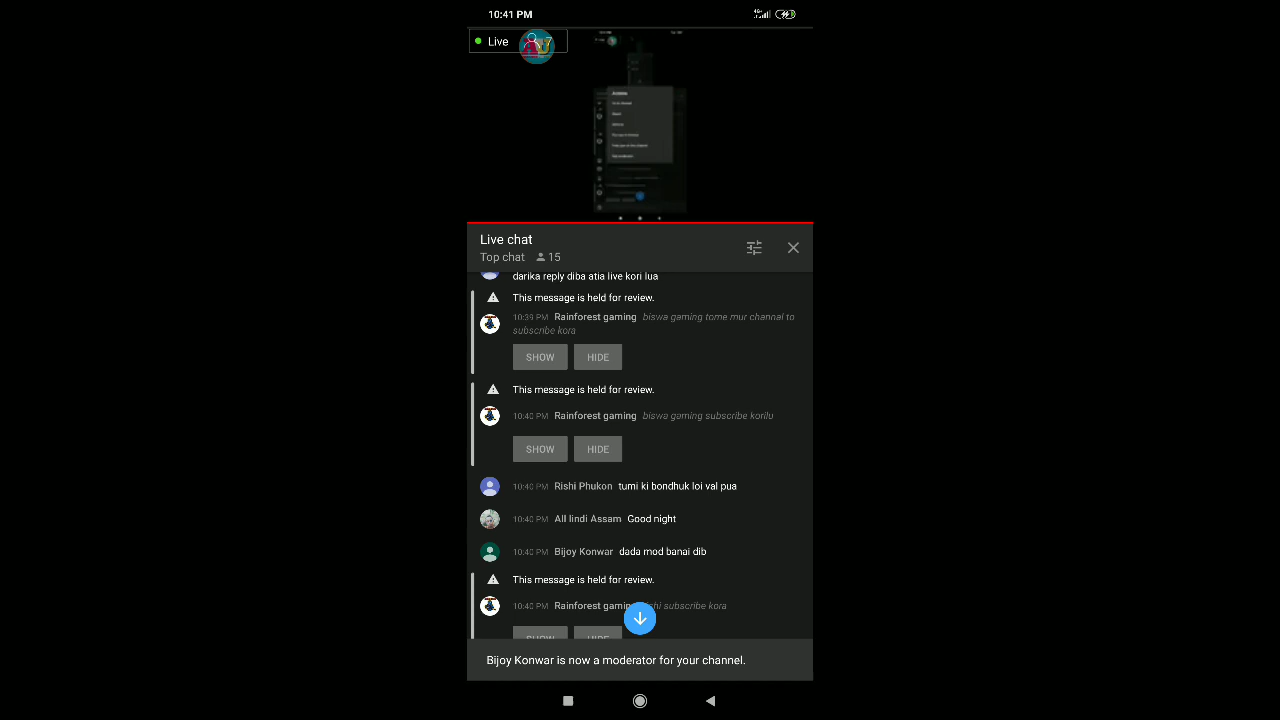 10:41 PM
4G+
Live 7
Live chat
Top chat 15
darika reply diba atia live kori lua
This message is held for review.
10:39 PM Rainforest gaming biswa gaming tome mur channal to
subscribe kora
SHOW HIDE
This message is held for review.
10:40 PM Rainforest gaming biswa gaming subscribe korilu
SHOW HIDE
10:40 PM Rishi Phukon tumi ki bondhuk loi val pua
10:40 PM All lindi Assam Good night
10:40 PM Bijoy Konwar dada mod banai dib
This message is held for review.
10:40 PM Rainforest gaming subscribe kora
SHOW HIDE
Bijoy Konwar is now a moderator for your channel.